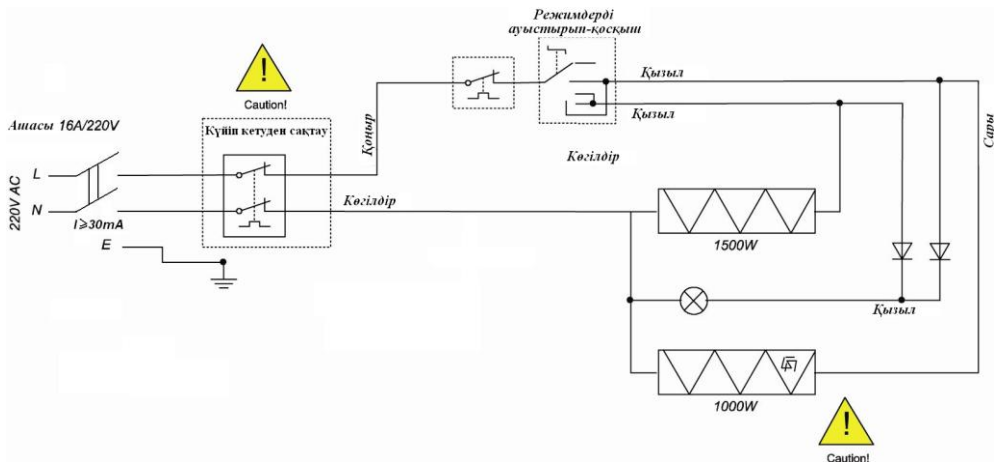 Режимдерді
ауыстырып-қосқыш
!
Caution!
Қызыл
Қызыл
Сары
Ашасы 16A/220V
Күйіп кетуден сақтау
Қоңыр
Көгілдір
220V AC
L
N
I≥30mA
E
Көгілдір
1500W
Қызыл
1000W
!
Caution!